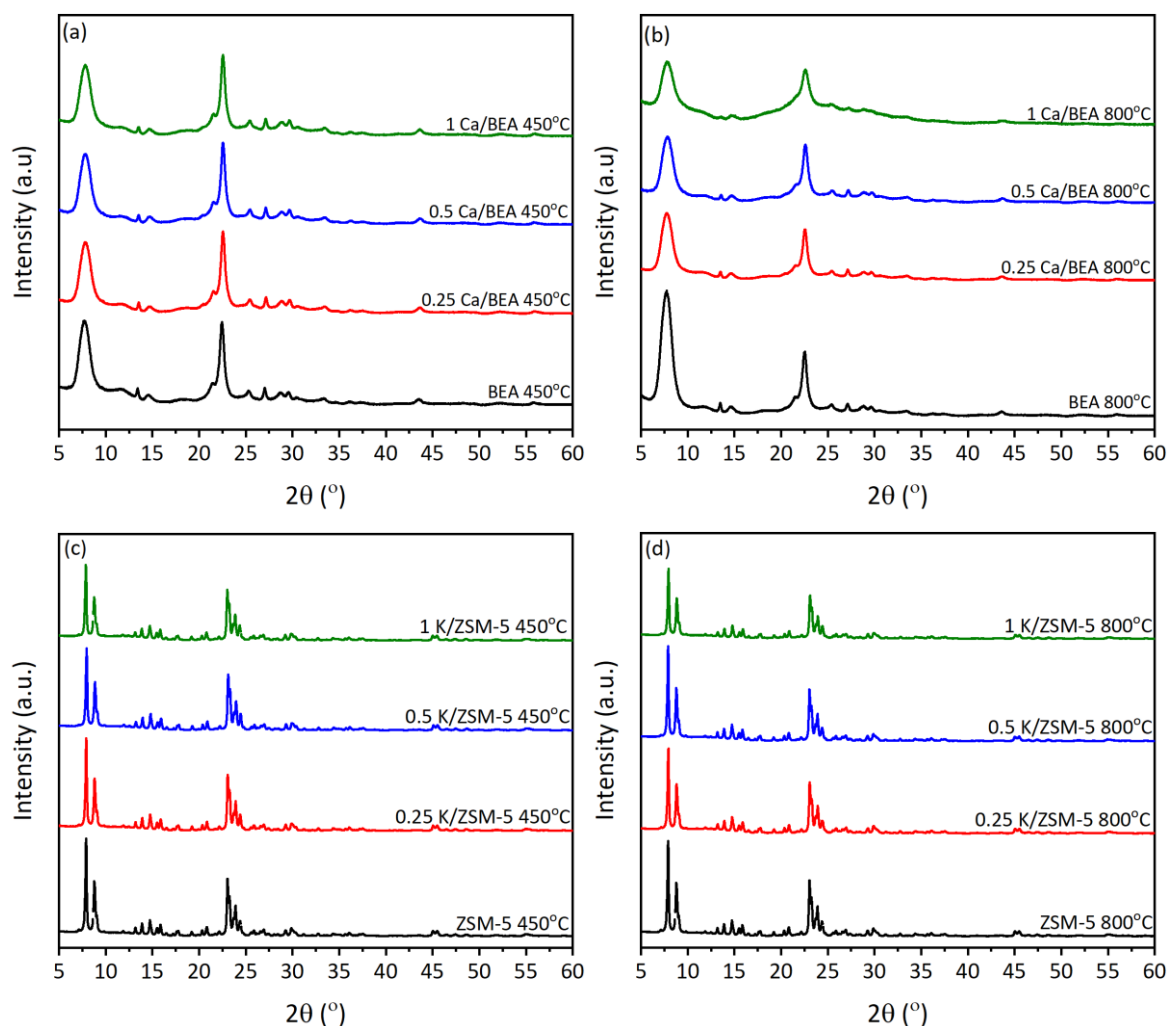 (a)
Intensity (a.u)
1 Ca/BEA 450°C
0.5 Ca/BEA 450°C
0.25 Ca/BEA 450°C
BEA 450°C
5 10 15 20 25 30 35 40 45 50 55 60
2θ (°)
(b)
Intensity (a.u)
1 Ca/BEA 800°C
0.5 Ca/BEA 800°C
0.25 Ca/BEA 800°C
BEA 800°C
5 10 15 20 25 30 35 40 45 50 55 60
2θ (°)
(c)
Intensity (a.u.)
1 K/ZSM-5 450°C
0.5 K/ZSM-5 450°C
0.25 K/ZSM-5 450°C
ZSM-5 450°C
5 10 15 20 25 30 35 40 45 50 55 60
2θ (°)
(d)
Intensity (a.u.)
1 K/ZSM-5 800°C
0.5 K/ZSM-5 800°C
0.25 K/ZSM-5 800°C
ZSM-5 800°C
5 10 15 20 25 30 35 40 45 50 55 60
2θ (°)